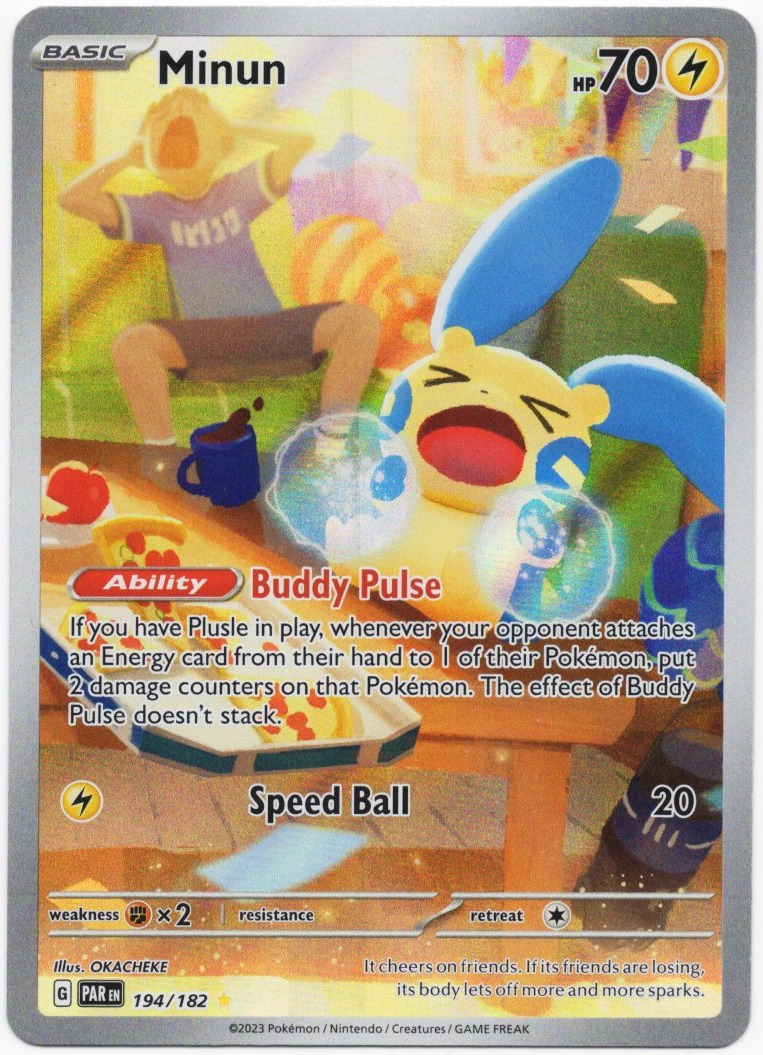 BASIC
Minun
HP 70
Ability Buddy Pulse
If you have Plusle in play, whenever your opponent attaches
an Energy card from their hand to 1 of their Pokémon, put
2 damage counters on that Pokémon. The effect of Buddy
Pulse doesn't stack.
Speed Ball 20
weakness ×2 resistance retreat
Illus. OKACHEKE
It cheers on friends. If its friends are losing,
its body lets off more and more sparks.
G PAR EN 194/182
©2023 Pokémon / Nintendo / Creatures / GAME FREAK